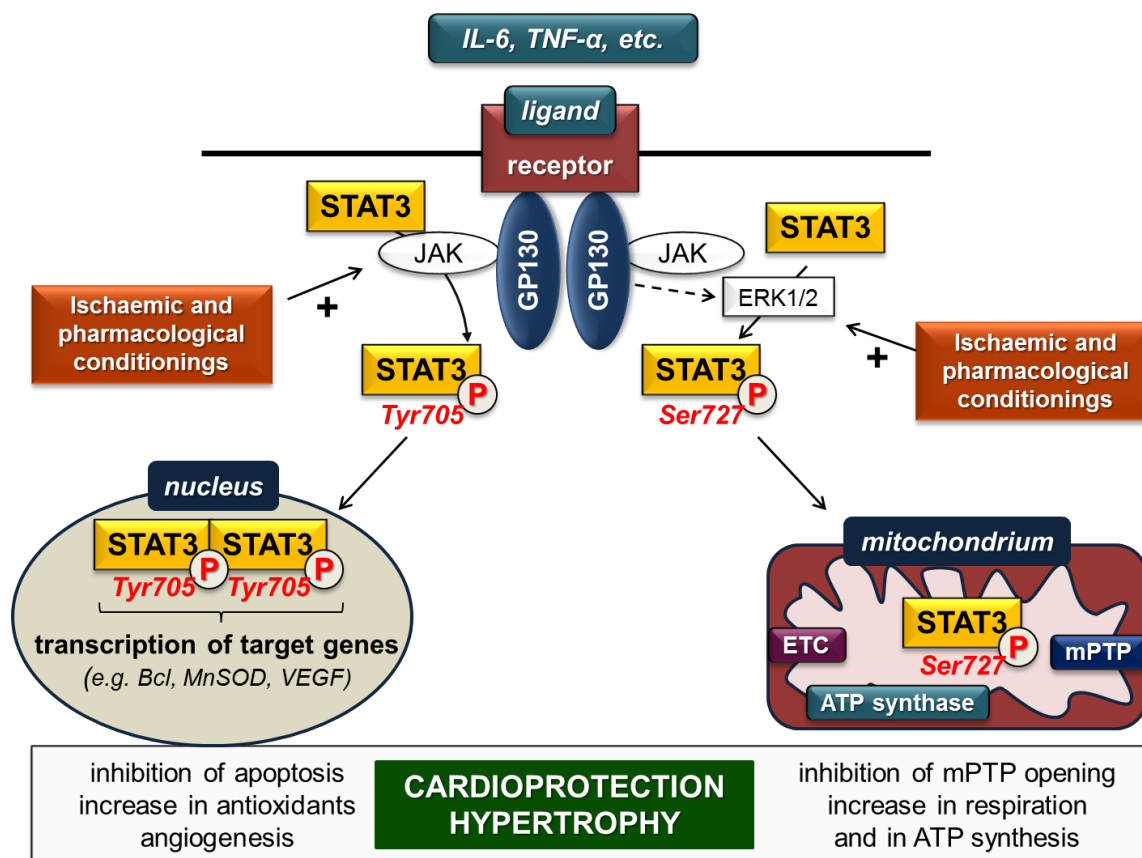 IL-6, TNF-α, etc.
ligand
receptor
STAT3
JAK
GP130
GP130
JAK
STAT3
ERK1/2
Ischaemic and
pharmacological
conditionings
+
+
Ischaemic and
pharmacological
conditionings
STAT3
P
Tyr705
STAT3
P
Ser727
nucleus
STAT3
STAT3
P
P
Tyr705
Tyr705
transcription of target genes
(e.g. Bcl, MnSOD, VEGF)
mitochondrium
STAT3
P
Ser727
ETC
mPTP
ATP synthase
inhibition of apoptosis
increase in antioxidants
angiogenesis
CARDIOPROTECTION
HYPERTROPHY
inhibition of mPTP opening
increase in respiration
and in ATP synthesis